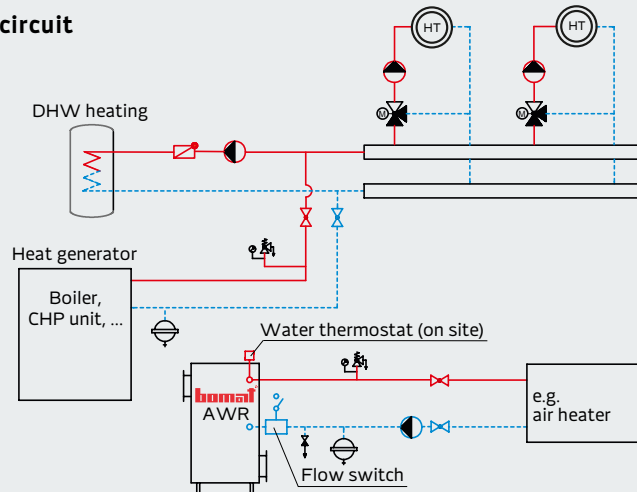 circuit
HT
HT
M
M
DHW heating
Heat generator
Boiler,
CHP unit, ...
Water thermostat (on site)
bomat
AWR
e.g.
air heater
Flow switch